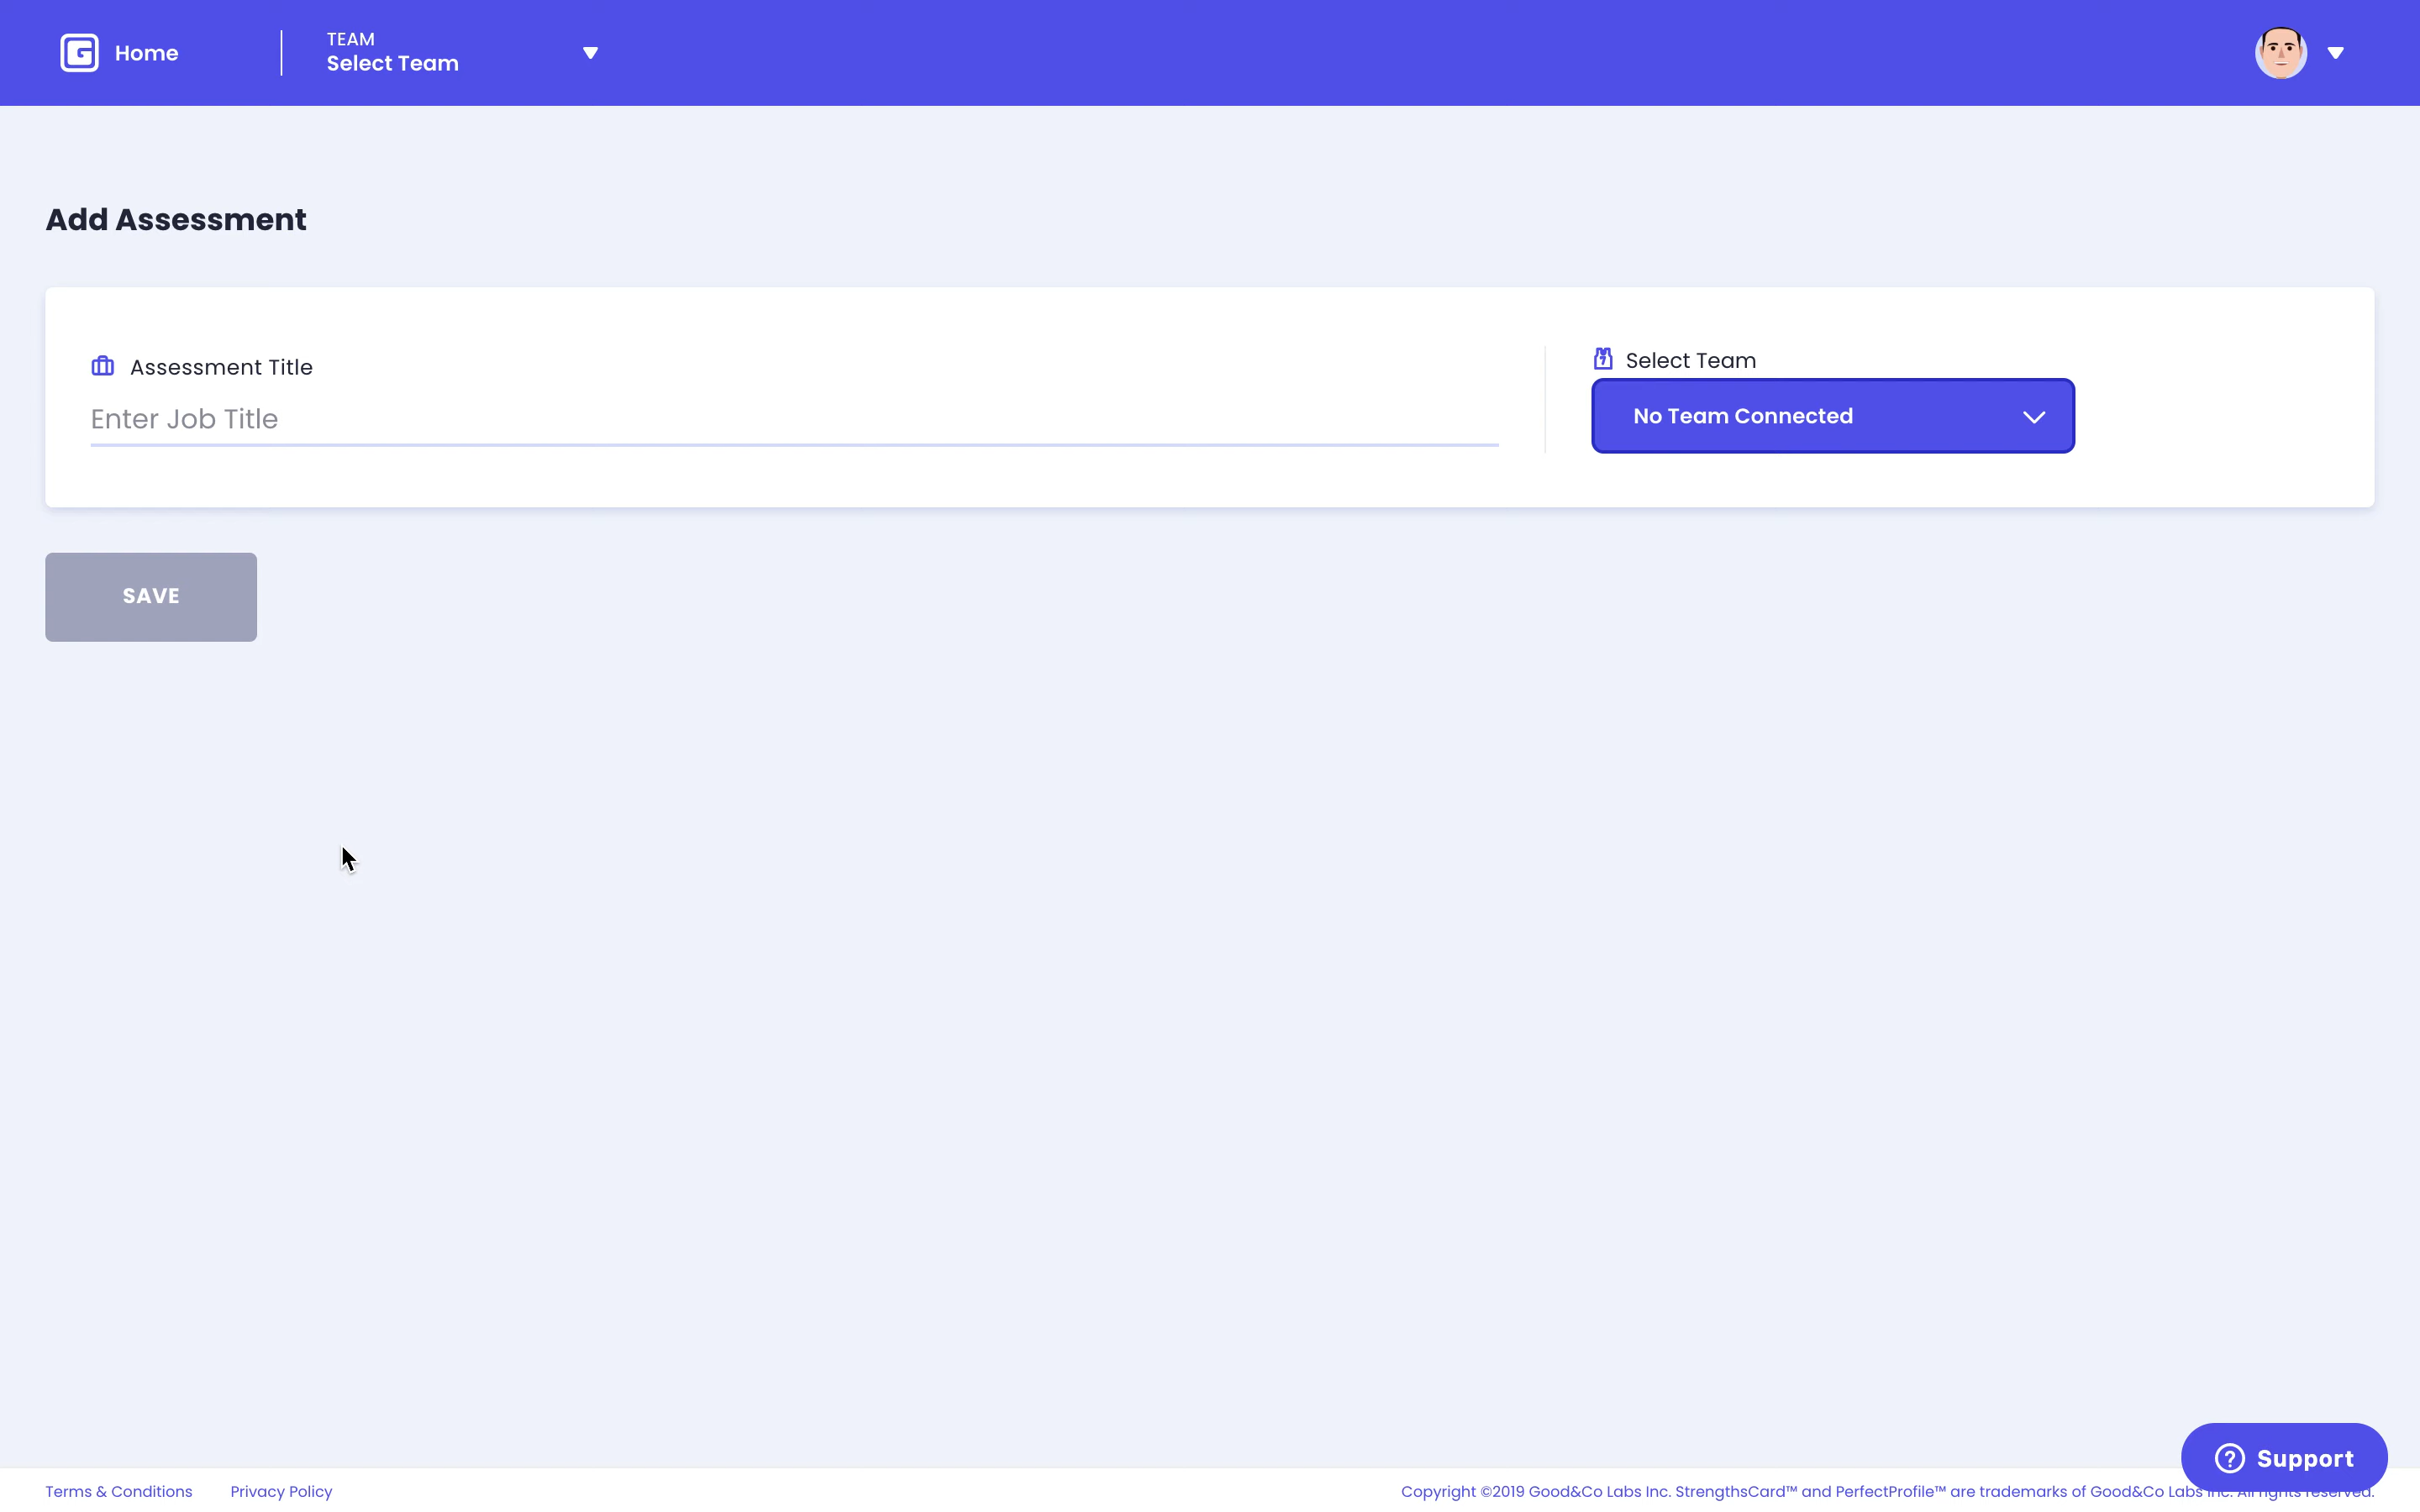 Home
TEAM
Select Team
Add Assessment
Assessment Title
Enter Job Title
Select Team
No Team Connected
SAVE
Support
Terms & Conditions
Privacy Policy
Copyright ©2019 Good&Co Labs Inc. StrengthsCard™ and PerfectProfile™ are trademarks of Good&Co Labs Inc. All rights reserved.